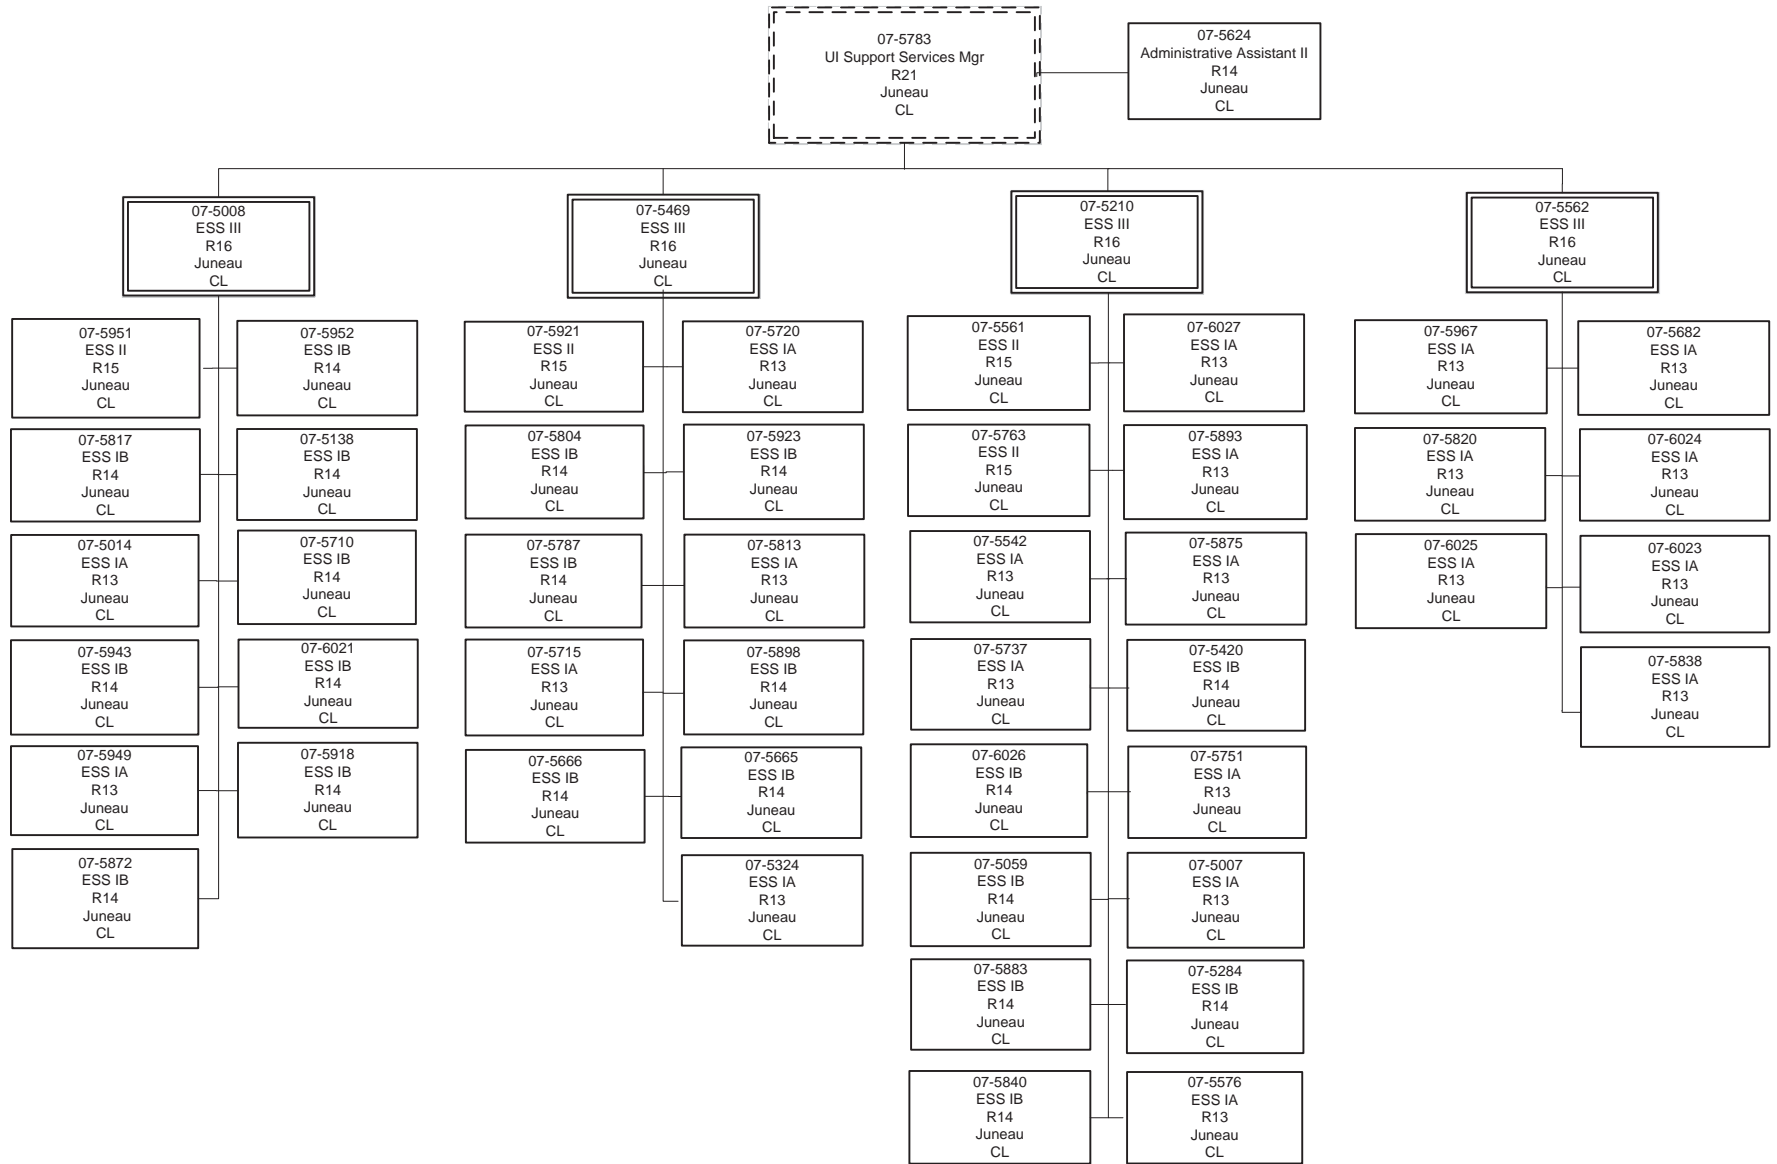 07-5783
UI Support Services Mgr
R21
Juneau
CL
07-5624
Administrative Assistant II
R14
Juneau
CL
07-5008
ESS III
R16
Juneau
CL
07-5469
ESS III
R16
Juneau
CL
07-5210
ESS III
R16
Juneau
CL
07-5562
ESS III
R16
Juneau
CL
07-5951
ESS II
R15
Juneau
CL
07-5952
ESS IB
R14
Juneau
CL
07-5817
ESS IB
R14
Juneau
CL
07-5138
ESS IB
R14
Juneau
CL
07-5014
ESS IA
R13
Juneau
CL
07-5710
ESS IB
R14
Juneau
CL
07-5943
ESS IB
R14
Juneau
CL
07-6021
ESS IB
R14
Juneau
CL
07-5949
ESS IA
R13
Juneau
CL
07-5918
ESS IB
R14
Juneau
CL
07-5872
ESS IB
R14
Juneau
CL
07-5921
ESS II
R15
Juneau
CL
07-5720
ESS IA
R13
Juneau
CL
07-5804
ESS IB
R14
Juneau
CL
07-5923
ESS IB
R14
Juneau
CL
07-5787
ESS IB
R14
Juneau
CL
07-5813
ESS IA
R13
Juneau
CL
07-5715
ESS IA
R13
Juneau
CL
07-5898
ESS IB
R14
Juneau
CL
07-5666
ESS IB
R14
Juneau
CL
07-5665
ESS IB
R14
Juneau
CL
07-5324
ESS IA
R13
Juneau
CL
07-5561
ESS II
R15
Juneau
CL
07-6027
ESS IA
R13
Juneau
CL
07-5763
ESS II
R15
Juneau
CL
07-5893
ESS IA
R13
Juneau
CL
07-5542
ESS IA
R13
Juneau
CL
07-5875
ESS IA
R13
Juneau
CL
07-5737
ESS IA
R13
Juneau
CL
07-5420
ESS IB
R14
Juneau
CL
07-6026
ESS IB
R14
Juneau
CL
07-5751
ESS IA
R13
Juneau
CL
07-5059
ESS IB
R14
Juneau
CL
07-5007
ESS IA
R13
Juneau
CL
07-5883
ESS IB
R14
Juneau
CL
07-5284
ESS IB
R14
Juneau
CL
07-5840
ESS IB
R14
Juneau
CL
07-5576
ESS IA
R13
Juneau
CL
07-5967
ESS IA
R13
Juneau
CL
07-5682
ESS IA
R13
Juneau
CL
07-5820
ESS IA
R13
Juneau
CL
07-6024
ESS IA
R13
Juneau
CL
07-6025
ESS IA
R13
Juneau
CL
07-6023
ESS IA
R13
Juneau
CL
07-5838
ESS IA
R13
Juneau
CL